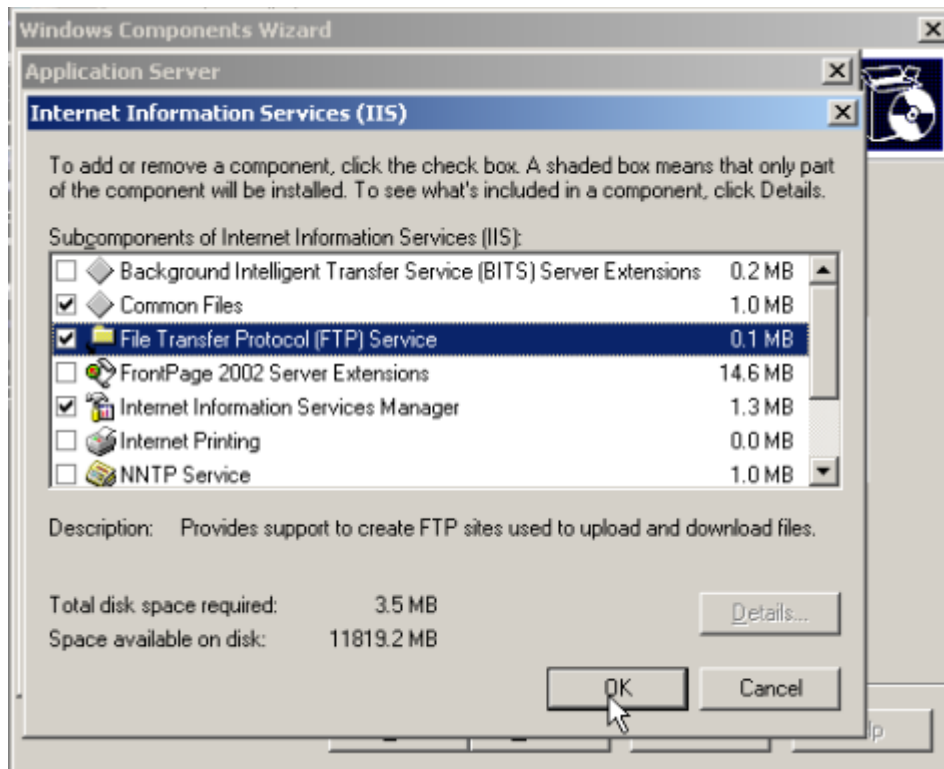 Windows Components Wizard
Application Server
Internet Information Services (IIS)
To add or remove a component, click the check box. A shaded box means that only part
of the component will be installed. To see what's included in a component, click Details.
Subcomponents of Internet Information Services (IIS):
Background Intelligent Transfer Service (BITS) Server Extensions 0.2 MB
Common Files 1.0 MB
File Transfer Protocol (FTP) Service 0.1 MB
FrontPage 2002 Server Extensions 14.6 MB
Internet Information Services Manager 1.3 MB
Internet Printing 0.0 MB
NNTP Service 1.0 MB
Description: Provides support to create FTP sites used to upload and download files.
Total disk space required: 3.5 MB
Details...
Space available on disk: 11819.2 MB
OK Cancel